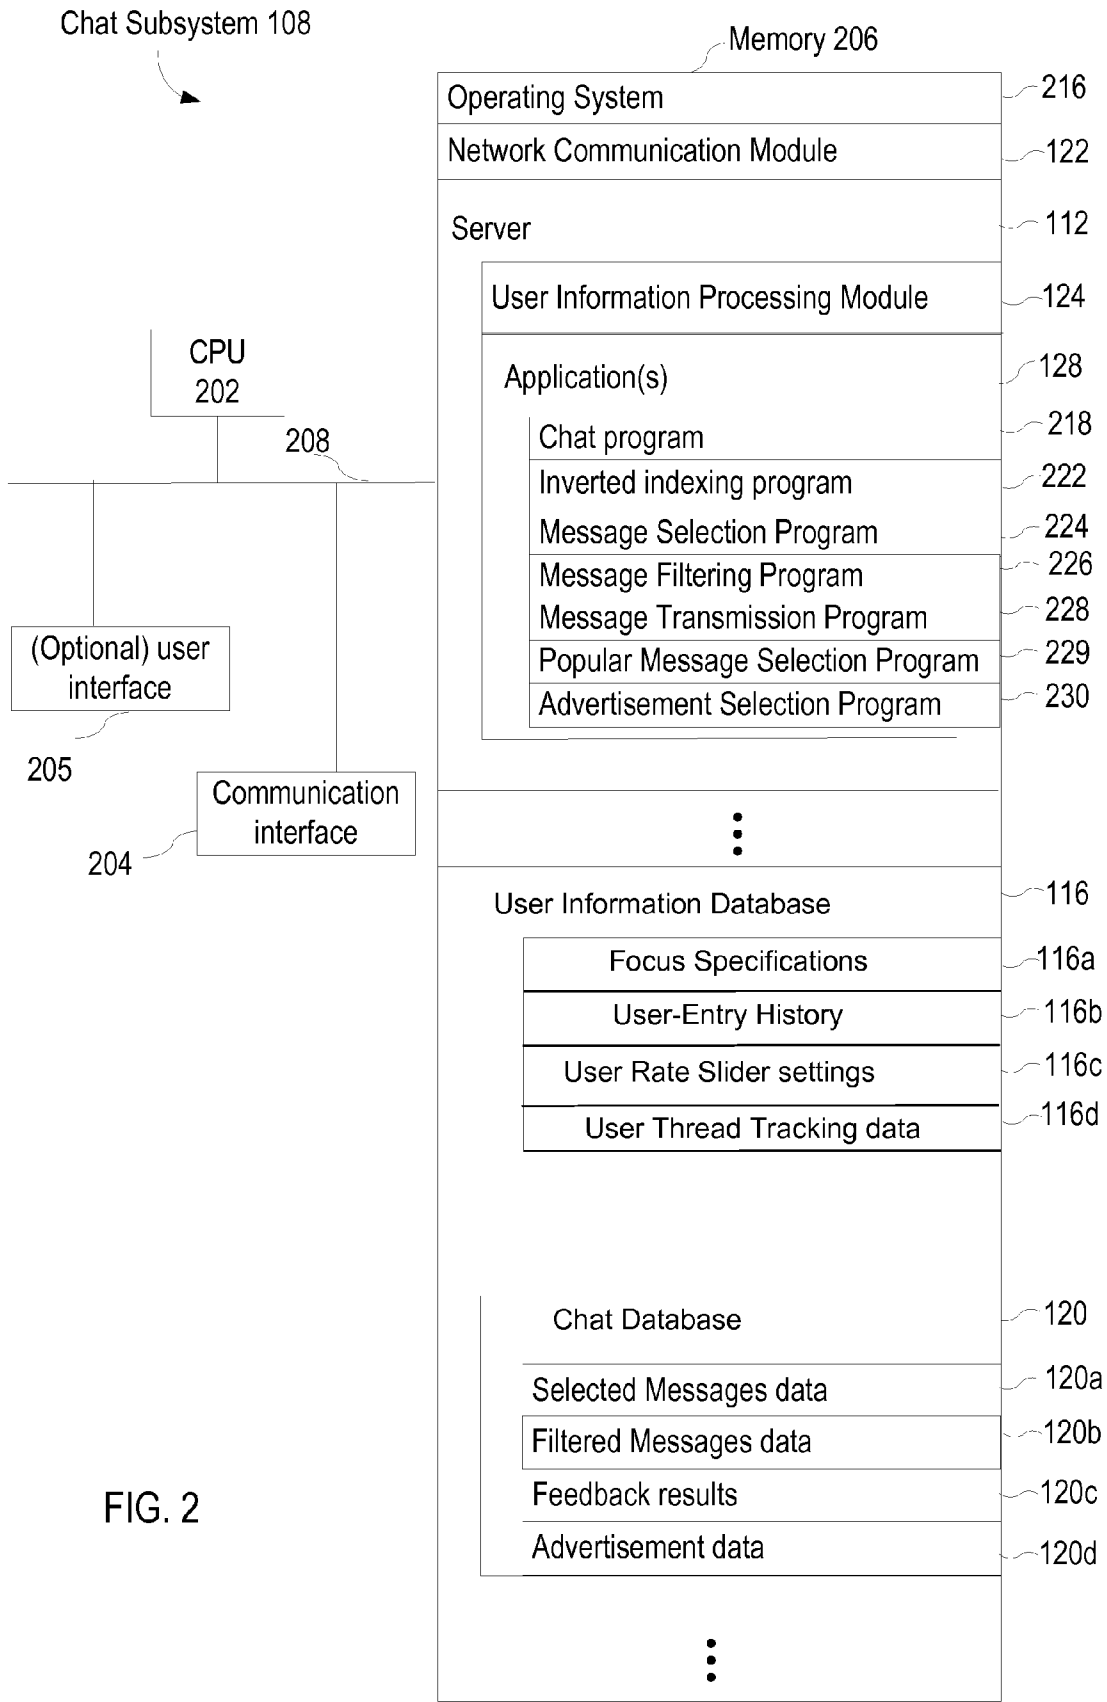 Chat Subsystem 108
Memory 206
Operating System 216
Network Communication Module 122
Server 112
User Information Processing Module 124
CPU
202
208
Application(s) 128
Chat program 218
Inverted indexing program 222
Message Selection Program 224
Message Filtering Program 226
Message Transmission Program 228
Popular Message Selection Program 229
Advertisement Selection Program 230
(Optional) user
interface
205
Communication
interface
204
User Information Database 116
Focus Specifications 116a
User-Entry History 116b
User Rate Slider settings 116c
User Thread Tracking data 116d
Chat Database 120
Selected Messages data 120a
Filtered Messages data 120b
Feedback results 120c
Advertisement data 120d
FIG. 2